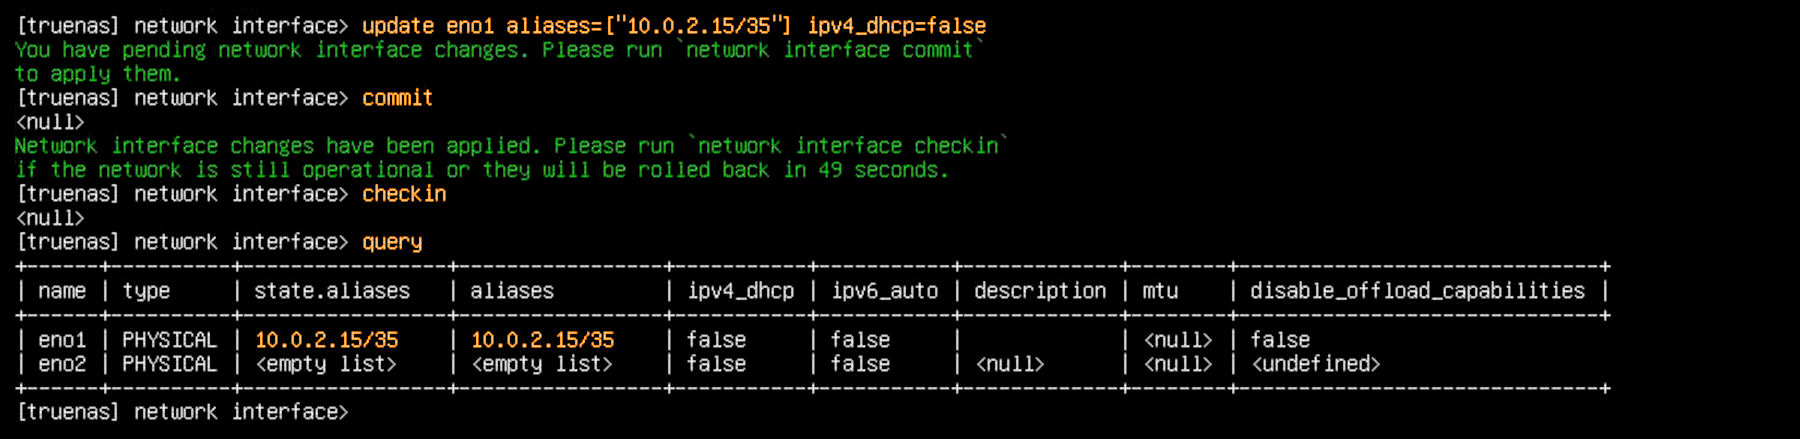 [truenas] network interface> update eno1 aliases=["10.0.2.15/35"] ipv4_dhcp=false
You have pending network interface changes. Please run `network interface commit`
to apply them.
[truenas] network interface> commit
<null>
Network interface changes have been applied. Please run `network interface checkin`
if the network is still operational or they will be rolled back in 49 seconds.
[truenas] network interface> checkin
<null>
[truenas] network interface> query
+------+----------+-----------------+-----------------+-----------+-----------+-------------+--------+------------------------------+
| name | type     | state.aliases   | aliases         | ipv4_dhcp | ipv6_auto | description | mtu    | disable_offload_capabilities |
+------+----------+-----------------+-----------------+-----------+-----------+-------------+--------+------------------------------+
| eno1 | PHYSICAL | 10.0.2.15/35    | 10.0.2.15/35    | false     | false     |             | <null> | false
| eno2 | PHYSICAL | <empty list>    | <empty list>    | false     | false     | <null>      | <null> | <undefined>
+------+----------+-----------------+-----------------+-----------+-----------+-------------+--------+------------------------------+
[truenas] network interface>